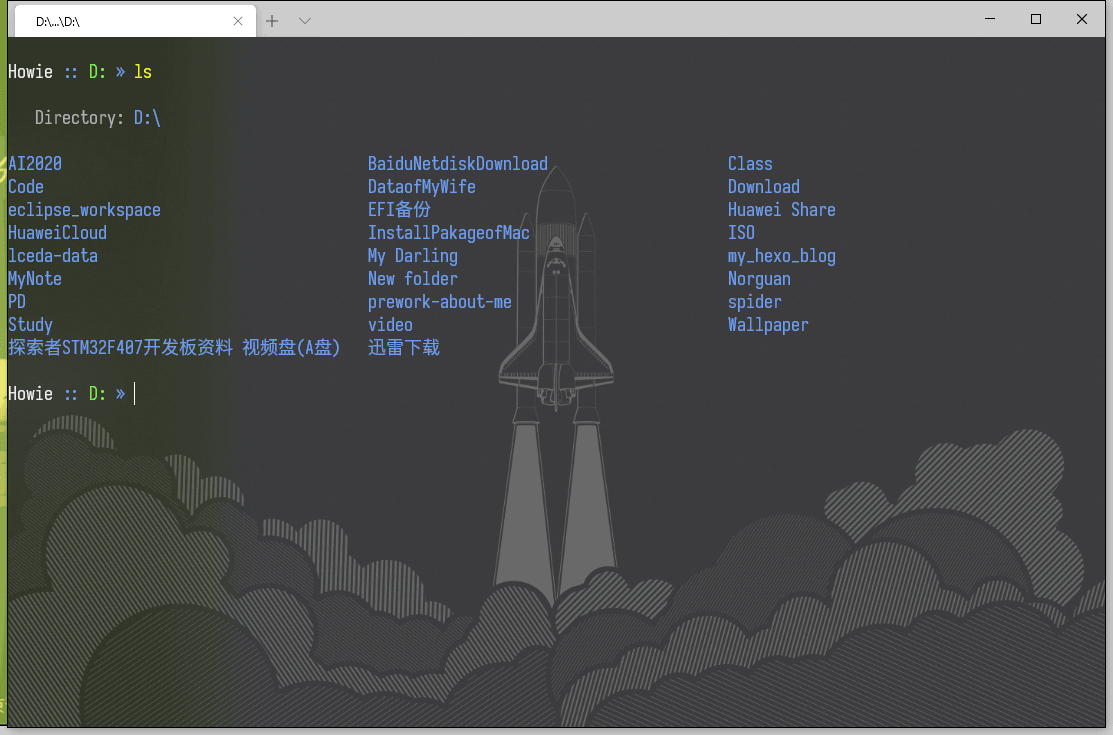 D:\...\D:\
Howie :: D: » ls
Directory: D:\
AI2020 BaiduNetdiskDownload Class
Code DataofMyWife Download
eclipse_workspace EFI备份 Huawei Share
HuaweiCloud InstallPakageofMac ISO
lceda-data My Darling my_hexo_blog
MyNote New folder Norguan
PD prework-about-me spider
Study video Wallpaper
探索者STM32F407开发板资料 视频盘(A盘) 迅雷下载
Howie :: D: »